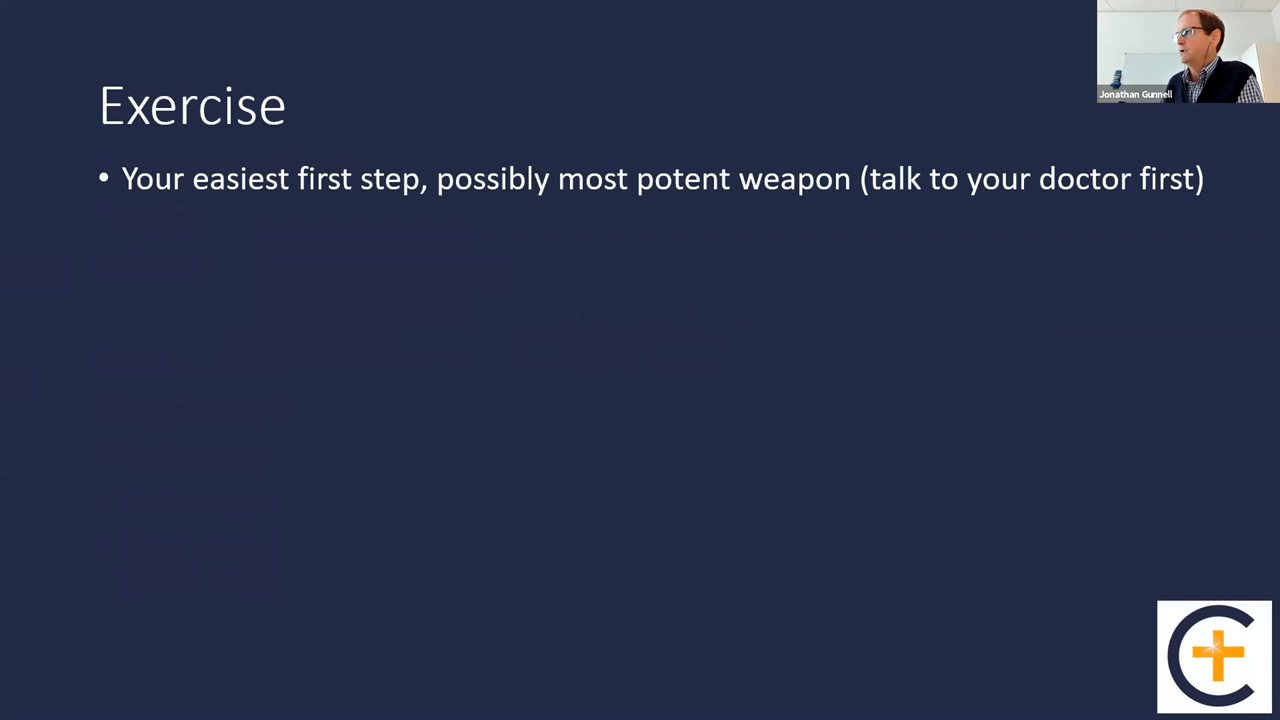 Jonathan Gunnell
Exercise
• Your easiest first step, possibly most potent weapon (talk to your doctor first)